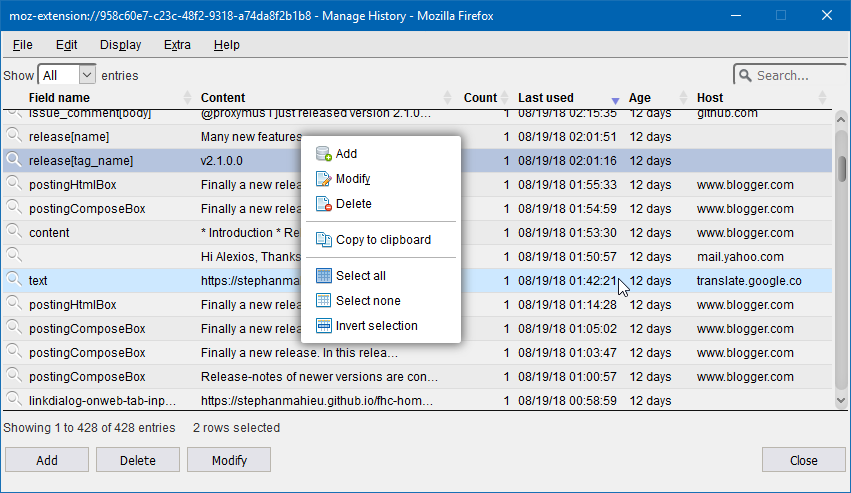 moz-extension://958c60e7-c23c-48f2-9318-a74da8f2b1b8 - Manage History - Mozilla Firefox
File Edit Display Extra Help
Show All entries Search...
Field name Content Count Last used Age Host
issue_comment[body] @proxymus I just released version 2.1.0... 1 08/19/18 02:15:35 12 days github.com
release[name] Many new features 1 08/19/18 02:01:51 12 days
release[tag_name] v2.1.0.0 1 08/19/18 02:01:16 12 days
postingHtmlBox Finally a new relea 1 08/19/18 01:55:33 12 days www.blogger.com
postingComposeBox Finally a new relea 1 08/19/18 01:54:59 12 days www.blogger.com
content * Introduction * Re 1 08/19/18 01:53:30 12 days www.blogger.com
Hi Alexios, Thanks 1 08/19/18 01:50:57 12 days mail.yahoo.com
text https://stephanma 1 08/19/18 01:42:21 12 days translate.google.co
postingHtmlBox Finally a new relea 1 08/19/18 01:14:28 12 days www.blogger.com
postingComposeBox Finally a new relea 1 08/19/18 01:05:02 12 days www.blogger.com
postingComposeBox Finally a new release. In this relea... 1 08/19/18 01:03:47 12 days www.blogger.com
postingComposeBox Release-notes of newer versions are con... 1 08/19/18 01:00:57 12 days www.blogger.com
linkdialog-onweb-tab-inp... https://stephanmahieu.github.io/fhc-hom... 1 08/19/18 00:58:59 12 days
Add
Modify
Delete
Copy to clipboard
Select all
Select none
Invert selection
Showing 1 to 428 of 428 entries 2 rows selected
Add Delete Modify Close